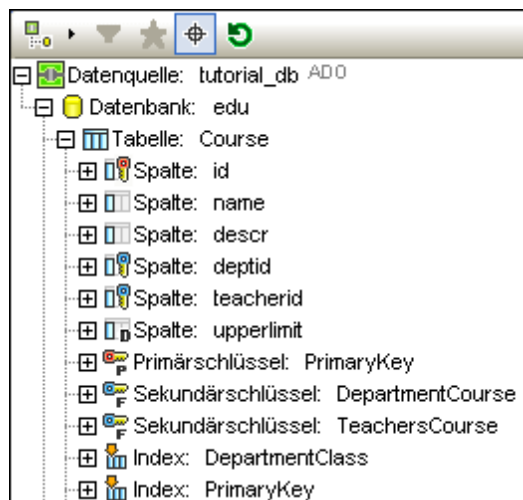 Datenquelle: tutorial_db ADO
Datenbank: edu
Tabelle: Course
Spalte: id
Spalte: name
Spalte: descr
Spalte: deptid
Spalte: teacherid
D Spalte: upperlimit
P Primärschlüssel: PrimaryKey
F Sekundärschlüssel: DepartmentCourse
F Sekundärschlüssel: TeachersCourse
Index: DepartmentClass
Index: PrimaryKey